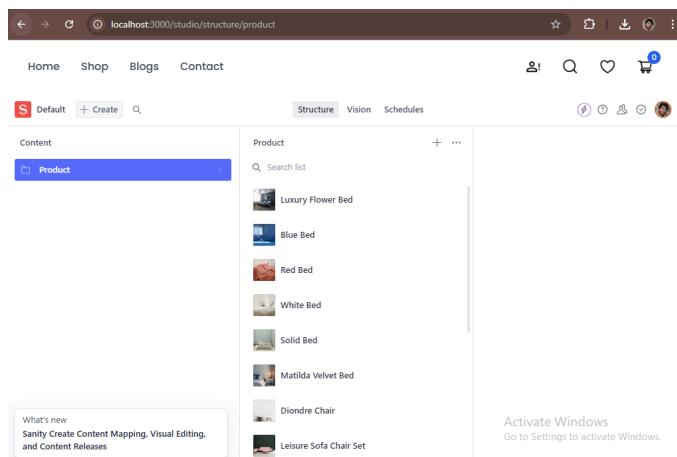 localhost:3000/studio/structure/product
Home Shop Blogs Contact
0
S Default + Create Structure Vision Schedules
Content
Product
Product
Search list
Luxury Flower Bed
Blue Bed
Red Bed
White Bed
Solid Bed
Matilda Velvet Bed
Diondre Chair
Leisure Sofa Chair Set
What's new
Sanity Create Content Mapping, Visual Editing,
and Content Releases
Activate Windows
Go to Settings to activate Windows.